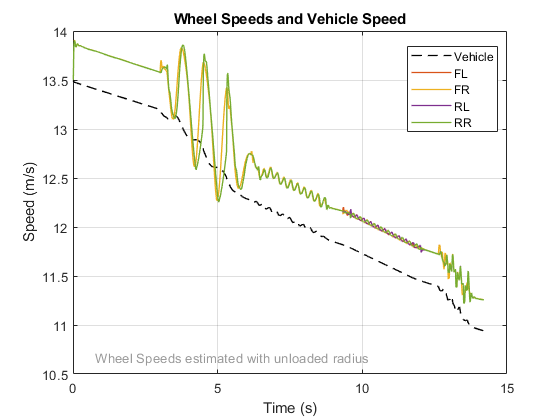 Wheel Speeds and Vehicle Speed
14
13.5
13
12.5
12
11.5
11
10.5
Speed (m/s)
Vehicle
FL
FR
RL
RR
Wheel Speeds estimated with unloaded radius
0
5
10
15
Time (s)